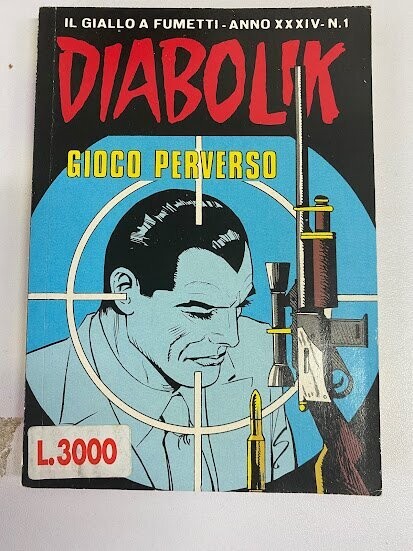 IL GIALLO A FUMETTI - ANNO XXXIV - N.1
DIABOLIK
GIOCO PERVERSO
L.3000